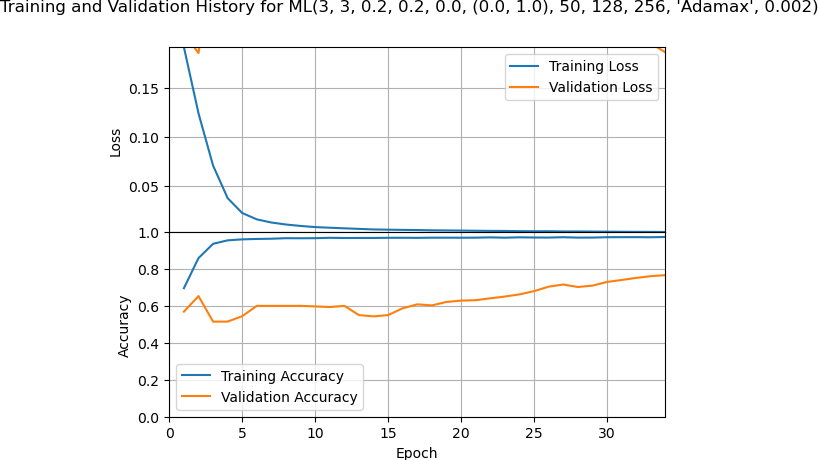 Training and Validation History for ML(3, 3, 0.2, 0.2, 0.0, (0.0, 1.0), 50, 128, 256, 'Adamax', 0.002)
Training Loss
Validation Loss
0.15
0.10
0.05
Loss
1.0
0.8
0.6
0.4
0.2
0.0
Accuracy
Training Accuracy
Validation Accuracy
0 5 10 15 20 25 30
Epoch